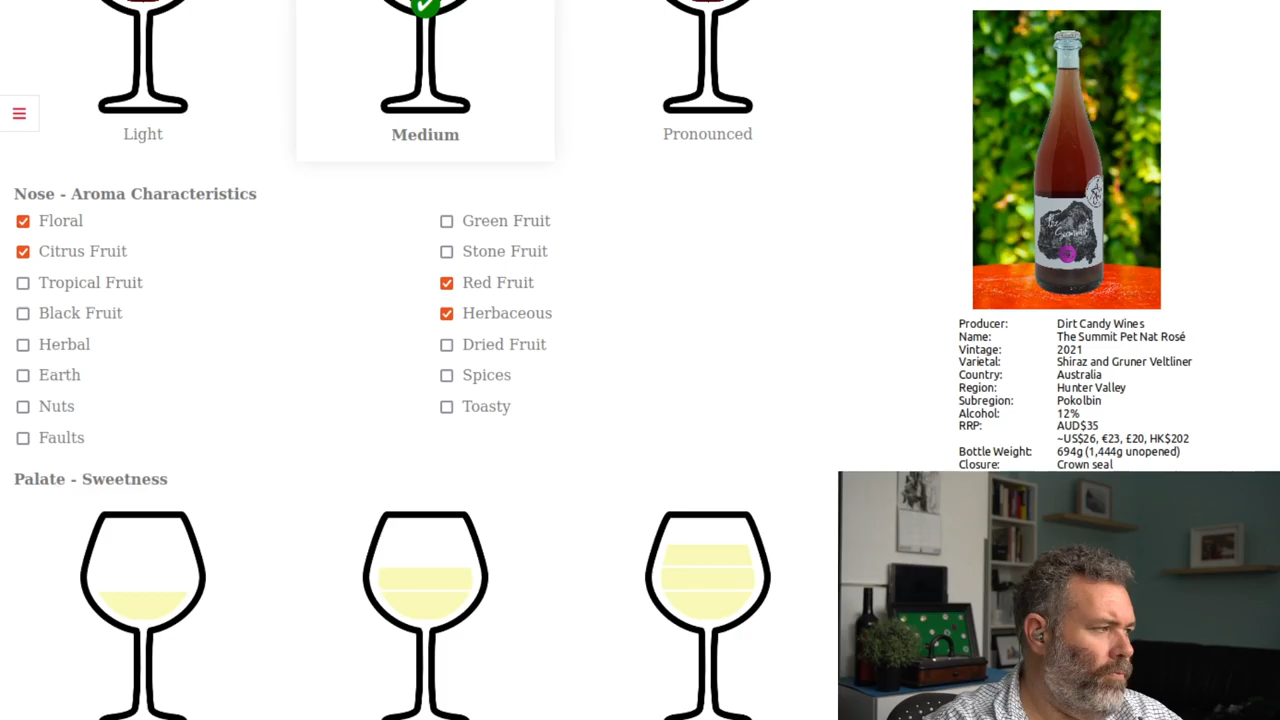 Light
Medium
Pronounced
Nose - Aroma Characteristics
Floral
Green Fruit
Citrus Fruit
Stone Fruit
Tropical Fruit
Red Fruit
Black Fruit
Herbaceous
Herbal
Dried Fruit
Earth
Spices
Nuts
Toasty
Faults
Palate - Sweetness
The
Summit
Producer: Dirt Candy Wines
Name: The Summit Pet Nat Rosé
Vintage: 2021
Varietal: Shiraz and Gruner Veltliner
Country: Australia
Region: Hunter Valley
Subregion: Pokolbin
Alcohol: 12%
RRP: AUD$35
~US$26, €23, £20, HK$202
Bottle Weight: 694g (1,444g unopened)
Closure: Crown seal